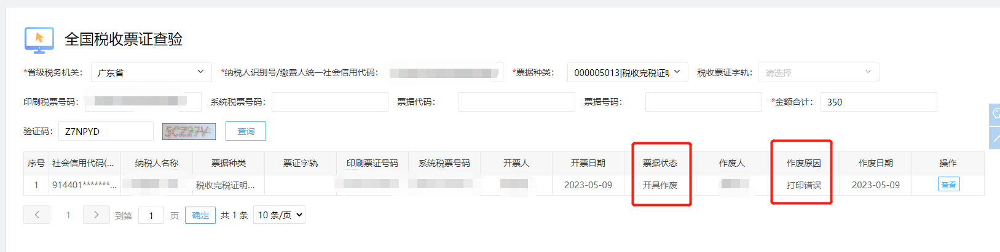 全国税收票证查验
*省级税务机关： 广东省 *纳税人识别号/缴费人统一社会信用代码： *票据种类： 000005013|税收完税证明 税收票证字轨： 请选择
印刷税票号码： 系统税票号码： 票据代码： 票据号码： *金额合计： 350
验证码： Z7NPYD 5CZ27V 查询
序号 社会信用代码(... 纳税人名称 票据种类 票证字轨 印刷票证号码 系统税票号码 开票人 开票日期 票据状态 作废人 作废原因 作废日期 操作
1 914401*******... 税收完税证明... 2023-05-09 开具作废 打印错误 2023-05-09 查看
1 到第 1 页 确定 共 1 条 10 条/页